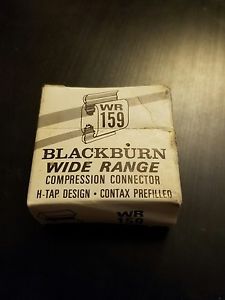 WR
159
BLACKBURN
WIDE RANGE
COMPRESSION CONNECTOR
H-TAP DESIGN • CONTAX PREFILLED
WR
159